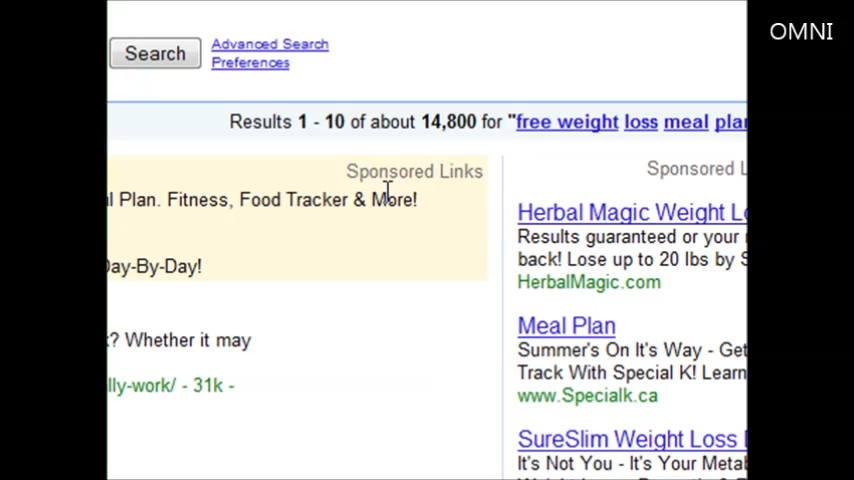 OMNI
Search
Advanced Search
Preferences
Results 1 - 10 of about 14,800 for "free weight loss meal plan
Sponsored Links
Plan. Fitness, Food Tracker & More!
Day-By-Day!
? Whether it may
lly-work/ - 31k -
Sponsored L
Herbal Magic Weight Lo
Results guaranteed or your
back! Lose up to 20 lbs by S
HerbalMagic.com
Meal Plan
Summer's On It's Way - Get
Track With Special K! Learn
www.Specialk.ca
SureSlim Weight Loss
It's Not You - It's Your Metab